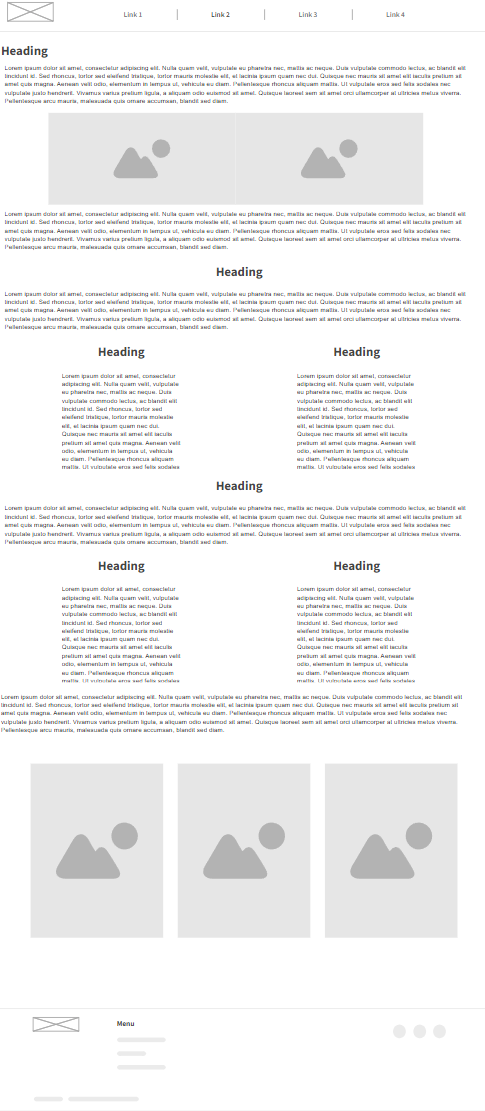 Link 1 Link 2 Link 3 Link 4
Heading
Lorem ipsum dolor sit amet, consectetur adipiscing elit. Nulla quam velit, vulputate eu pharetra nec, mattis ac neque. Duis vulputate commodo lectus, ac blandit elit
tincidunt id. Sed rhoncus, tortor sed eleifend tristique, tortor mauris molestie elit, et lacinia ipsum quam nec dui. Quisque nec mauris sit amet elit iaculis pretium sit
amet quis magna. Aenean velit odio, elementum in tempus ut, vehicula eu diam. Pellentesque rhoncus aliquam mattis. Ut vulputate eros sed felis sodales nec
vulputate justo hendrerit. Vivamus varius pretium ligula, a aliquam odio euismod sit amet. Quisque laoreet sem sit amet orci ullamcorper at ultricies metus viverra.
Pellentesque arcu mauris, malesuada quis ornare accumsan, blandit sed diam.
Lorem ipsum dolor sit amet, consectetur adipiscing elit. Nulla quam velit, vulputate eu pharetra nec, mattis ac neque. Duis vulputate commodo lectus, ac blandit elit
tincidunt id. Sed rhoncus, tortor sed eleifend tristique, tortor mauris molestie elit, et lacinia ipsum quam nec dui. Quisque nec mauris sit amet elit iaculis pretium sit
amet quis magna. Aenean velit odio, elementum in tempus ut, vehicula eu diam. Pellentesque rhoncus aliquam mattis. Ut vulputate eros sed felis sodales nec
vulputate justo hendrerit. Vivamus varius pretium ligula, a aliquam odio euismod sit amet. Quisque laoreet sem sit amet orci ullamcorper at ultricies metus viverra.
Pellentesque arcu mauris, malesuada quis ornare accumsan, blandit sed diam.
Heading
Lorem ipsum dolor sit amet, consectetur adipiscing elit. Nulla quam velit, vulputate eu pharetra nec, mattis ac neque. Duis vulputate commodo lectus, ac blandit elit
tincidunt id. Sed rhoncus, tortor sed eleifend tristique, tortor mauris molestie elit, et lacinia ipsum quam nec dui. Quisque nec mauris sit amet elit iaculis pretium sit
amet quis magna. Aenean velit odio, elementum in tempus ut, vehicula eu diam. Pellentesque rhoncus aliquam mattis. Ut vulputate eros sed felis sodales nec
vulputate justo hendrerit. Vivamus varius pretium ligula, a aliquam odio euismod sit amet. Quisque laoreet sem sit amet orci ullamcorper at ultricies metus viverra.
Pellentesque arcu mauris, malesuada quis ornare accumsan, blandit sed diam.
Heading
Lorem ipsum dolor sit amet, consectetur
adipiscing elit. Nulla quam velit, vulputate
eu pharetra nec, mattis ac neque. Duis
vulputate commodo lectus, ac blandit elit
tincidunt id. Sed rhoncus, tortor sed
eleifend tristique, tortor mauris molestie
elit, et lacinia ipsum quam nec dui.
Quisque nec mauris sit amet elit iaculis
pretium sit amet quis magna. Aenean velit
odio, elementum in tempus ut, vehicula
eu diam. Pellentesque rhoncus aliquam
mattis. Ut vulputate eros sed felis sodales
Heading
Lorem ipsum dolor sit amet, consectetur
adipiscing elit. Nulla quam velit, vulputate
eu pharetra nec, mattis ac neque. Duis
vulputate commodo lectus, ac blandit elit
tincidunt id. Sed rhoncus, tortor sed
eleifend tristique, tortor mauris molestie
elit, et lacinia ipsum quam nec dui.
Quisque nec mauris sit amet elit iaculis
pretium sit amet quis magna. Aenean velit
odio, elementum in tempus ut, vehicula
eu diam. Pellentesque rhoncus aliquam
mattis. Ut vulputate eros sed felis sodales
Heading
Lorem ipsum dolor sit amet, consectetur adipiscing elit. Nulla quam velit, vulputate eu pharetra nec, mattis ac neque. Duis vulputate commodo lectus, ac blandit elit
tincidunt id. Sed rhoncus, tortor sed eleifend tristique, tortor mauris molestie elit, et lacinia ipsum quam nec dui. Quisque nec mauris sit amet elit iaculis pretium sit
amet quis magna. Aenean velit odio, elementum in tempus ut, vehicula eu diam. Pellentesque rhoncus aliquam mattis. Ut vulputate eros sed felis sodales nec
vulputate justo hendrerit. Vivamus varius pretium ligula, a aliquam odio euismod sit amet. Quisque laoreet sem sit amet orci ullamcorper at ultricies metus viverra.
Pellentesque arcu mauris, malesuada quis ornare accumsan, blandit sed diam.
Heading
Lorem ipsum dolor sit amet, consectetur
adipiscing elit. Nulla quam velit, vulputate
eu pharetra nec, mattis ac neque. Duis
vulputate commodo lectus, ac blandit elit
tincidunt id. Sed rhoncus, tortor sed
eleifend tristique, tortor mauris molestie
elit, et lacinia ipsum quam nec dui.
Quisque nec mauris sit amet elit iaculis
pretium sit amet quis magna. Aenean velit
odio, elementum in tempus ut, vehicula
eu diam. Pellentesque rhoncus aliquam
mattis. Ut vulputate eros sed felis sodales
Heading
Lorem ipsum dolor sit amet, consectetur
adipiscing elit. Nulla quam velit, vulputate
eu pharetra nec, mattis ac neque. Duis
vulputate commodo lectus, ac blandit elit
tincidunt id. Sed rhoncus, tortor sed
eleifend tristique, tortor mauris molestie
elit, et lacinia ipsum quam nec dui.
Quisque nec mauris sit amet elit iaculis
pretium sit amet quis magna. Aenean velit
odio, elementum in tempus ut, vehicula
eu diam. Pellentesque rhoncus aliquam
mattis. Ut vulputate eros sed felis sodales
Lorem ipsum dolor sit amet, consectetur adipiscing elit. Nulla quam velit, vulputate eu pharetra nec, mattis ac neque. Duis vulputate commodo lectus, ac blandit elit
tincidunt id. Sed rhoncus, tortor sed eleifend tristique, tortor mauris molestie elit, et lacinia ipsum quam nec dui. Quisque nec mauris sit amet elit iaculis pretium sit
amet quis magna. Aenean velit odio, elementum in tempus ut, vehicula eu diam. Pellentesque rhoncus aliquam mattis. Ut vulputate eros sed felis sodales nec
vulputate justo hendrerit. Vivamus varius pretium ligula, a aliquam odio euismod sit amet. Quisque laoreet sem sit amet orci ullamcorper at ultricies metus viverra.
Pellentesque arcu mauris, malesuada quis ornare accumsan, blandit sed diam.
Menu